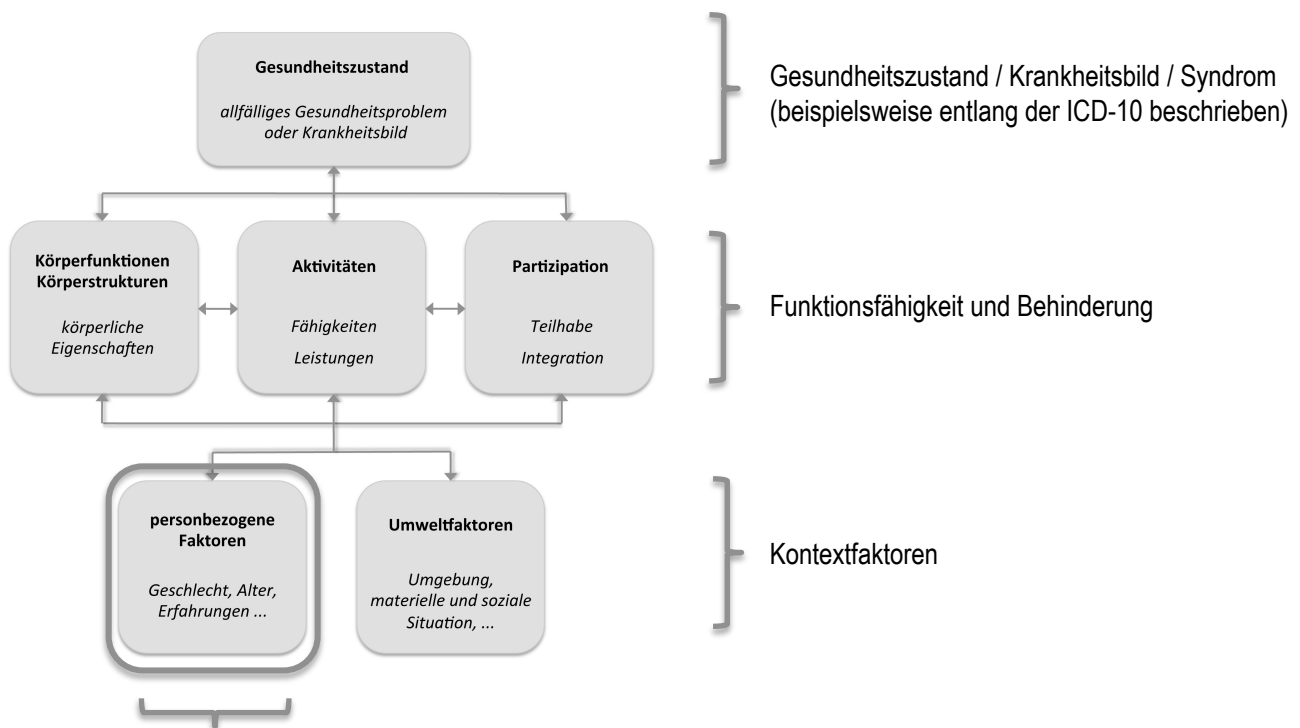 Gesundheitszustand
allfälliges Gesundheitsproblem
oder Krankheitsbild
Gesundheitszustand / Krankheitsbild / Syndrom
(beispielsweise entlang der ICD-10 beschrieben)
Körperfunktionen
Körperstrukturen
körperliche
Eigenschaften
Aktivitäten
Fähigkeiten
Leistungen
Partizipation
Teilhabe
Integration
Funktionsfähigkeit und Behinderung
personbezogene
Faktoren
Geschlecht, Alter,
Erfahrungen ...
Umweltfaktoren
Umgebung,
materielle und soziale
Situation, ...
Kontextfaktoren